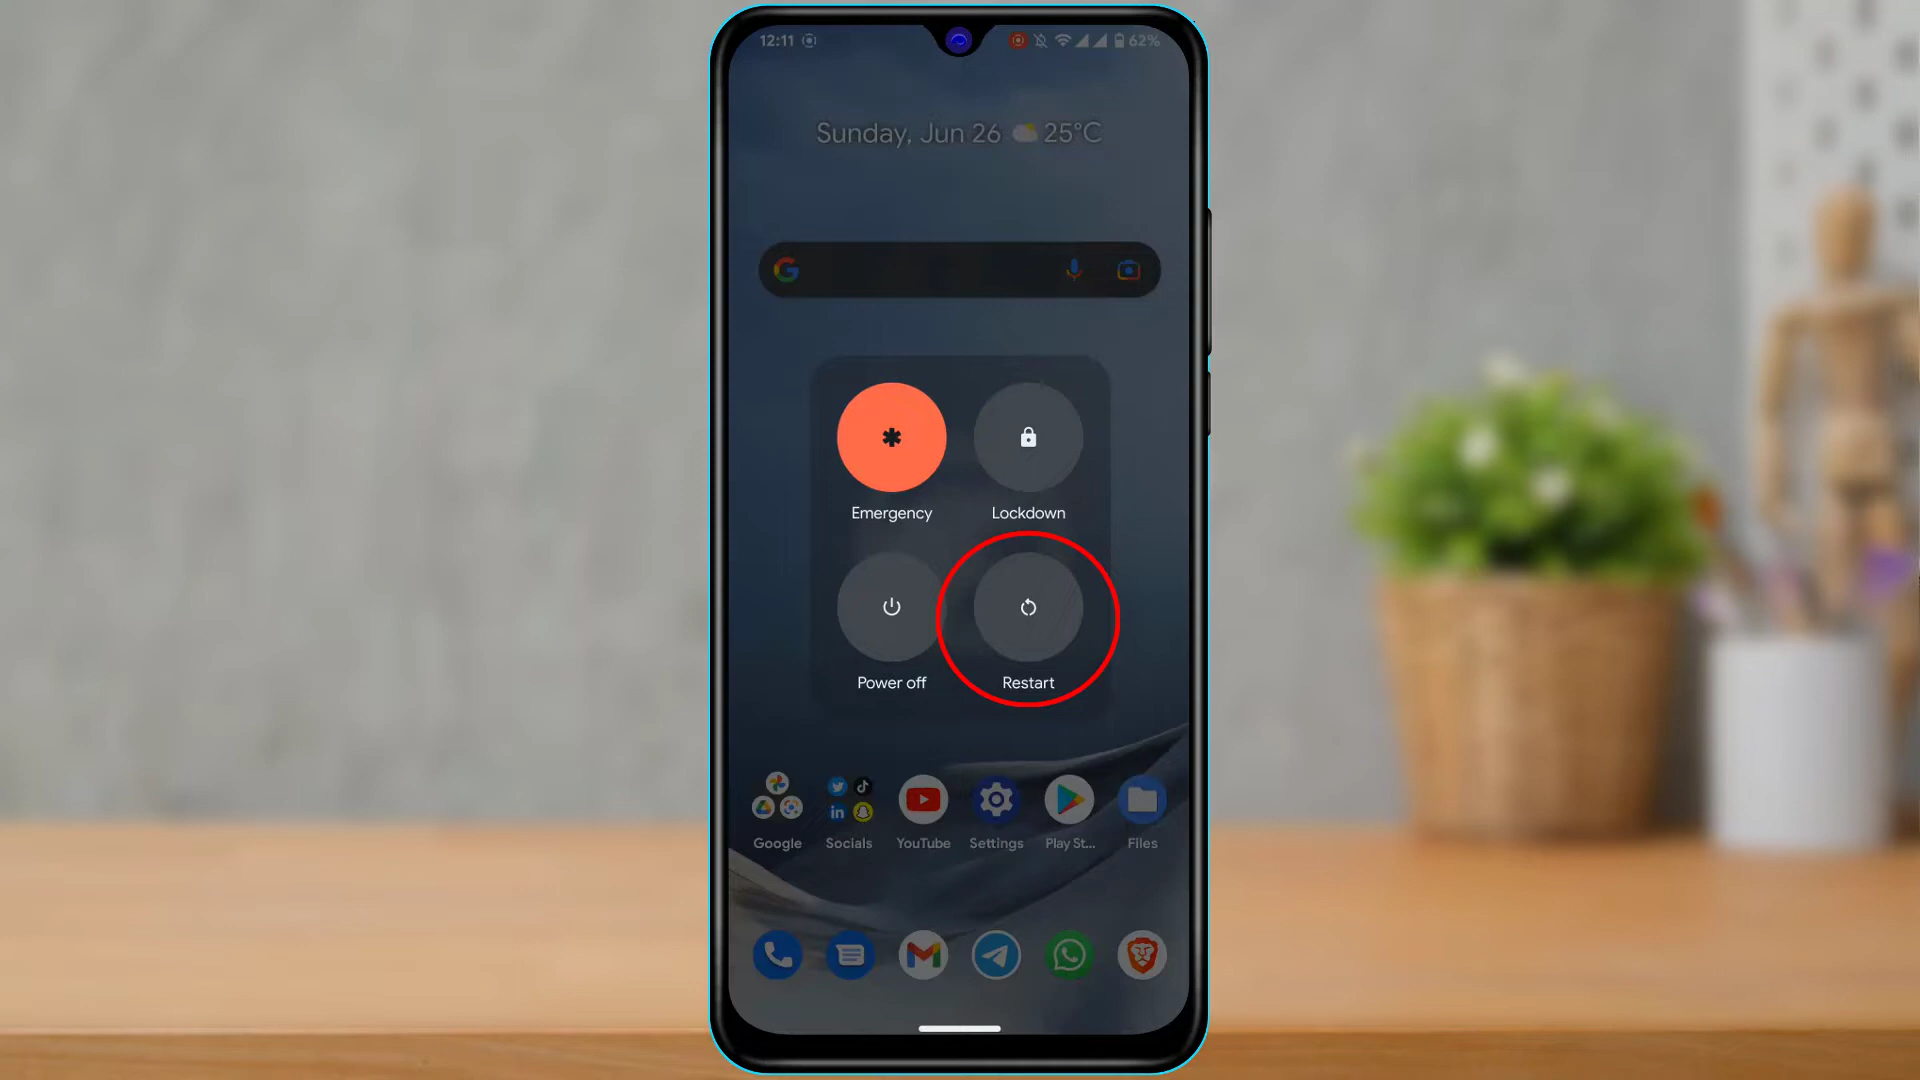 12:11
62%
Sunday, Jun 26 25°C
Emergency
Lockdown
Power off
Restart
Google
Socials
YouTube
Settings
Play St...
Files